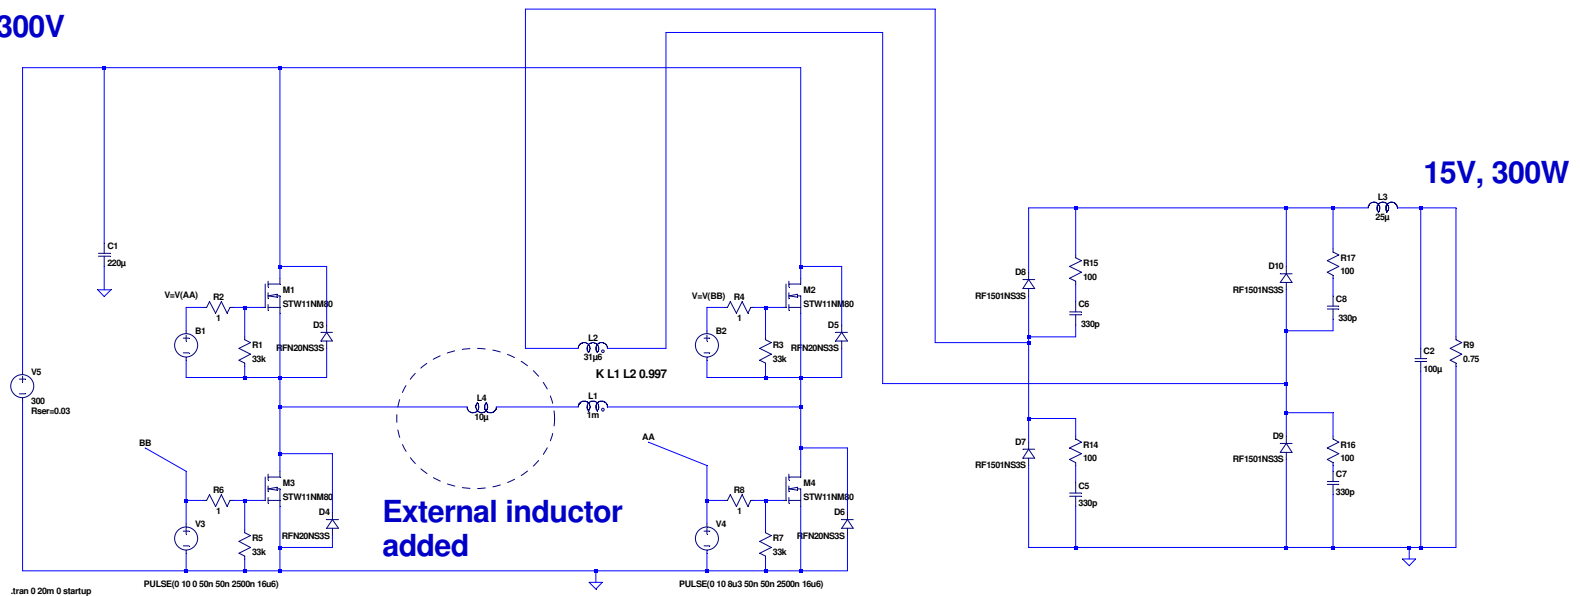 300V
15V, 300W
L3
25µ
C1
220µ
V=V(AA)
R2
1
M1
STW11NM80
B1
R1
33k
D3
RFN20NS3S
V=V(BB)
R4
1
M2
STW11NM80
B2
R3
33k
D5
RFN20NS3S
L2
31µ6
K L1 L2 0.997
D8
RF1501NS3S
R15
100
C6
330p
D10
RF1501NS3S
R17
100
C8
330p
C2
100µ
R9
0.75
V5
300
Rser=0.03
L4
10µ
L1
1m
BB
AA
R6
1
M3
STW11NM80
V3
R5
33k
D4
RFN20NS3S
External inductor
added
R8
1
M4
STW11NM80
V4
R7
33k
D6
RFN20NS3S
D7
RF1501NS3S
R14
100
C5
330p
D9
RF1501NS3S
R16
100
C7
330p
.tran 0 20m 0 startup
PULSE(0 10 0 50n 50n 2500n 16u6)
PULSE(0 10 8u3 50n 50n 2500n 16u6)